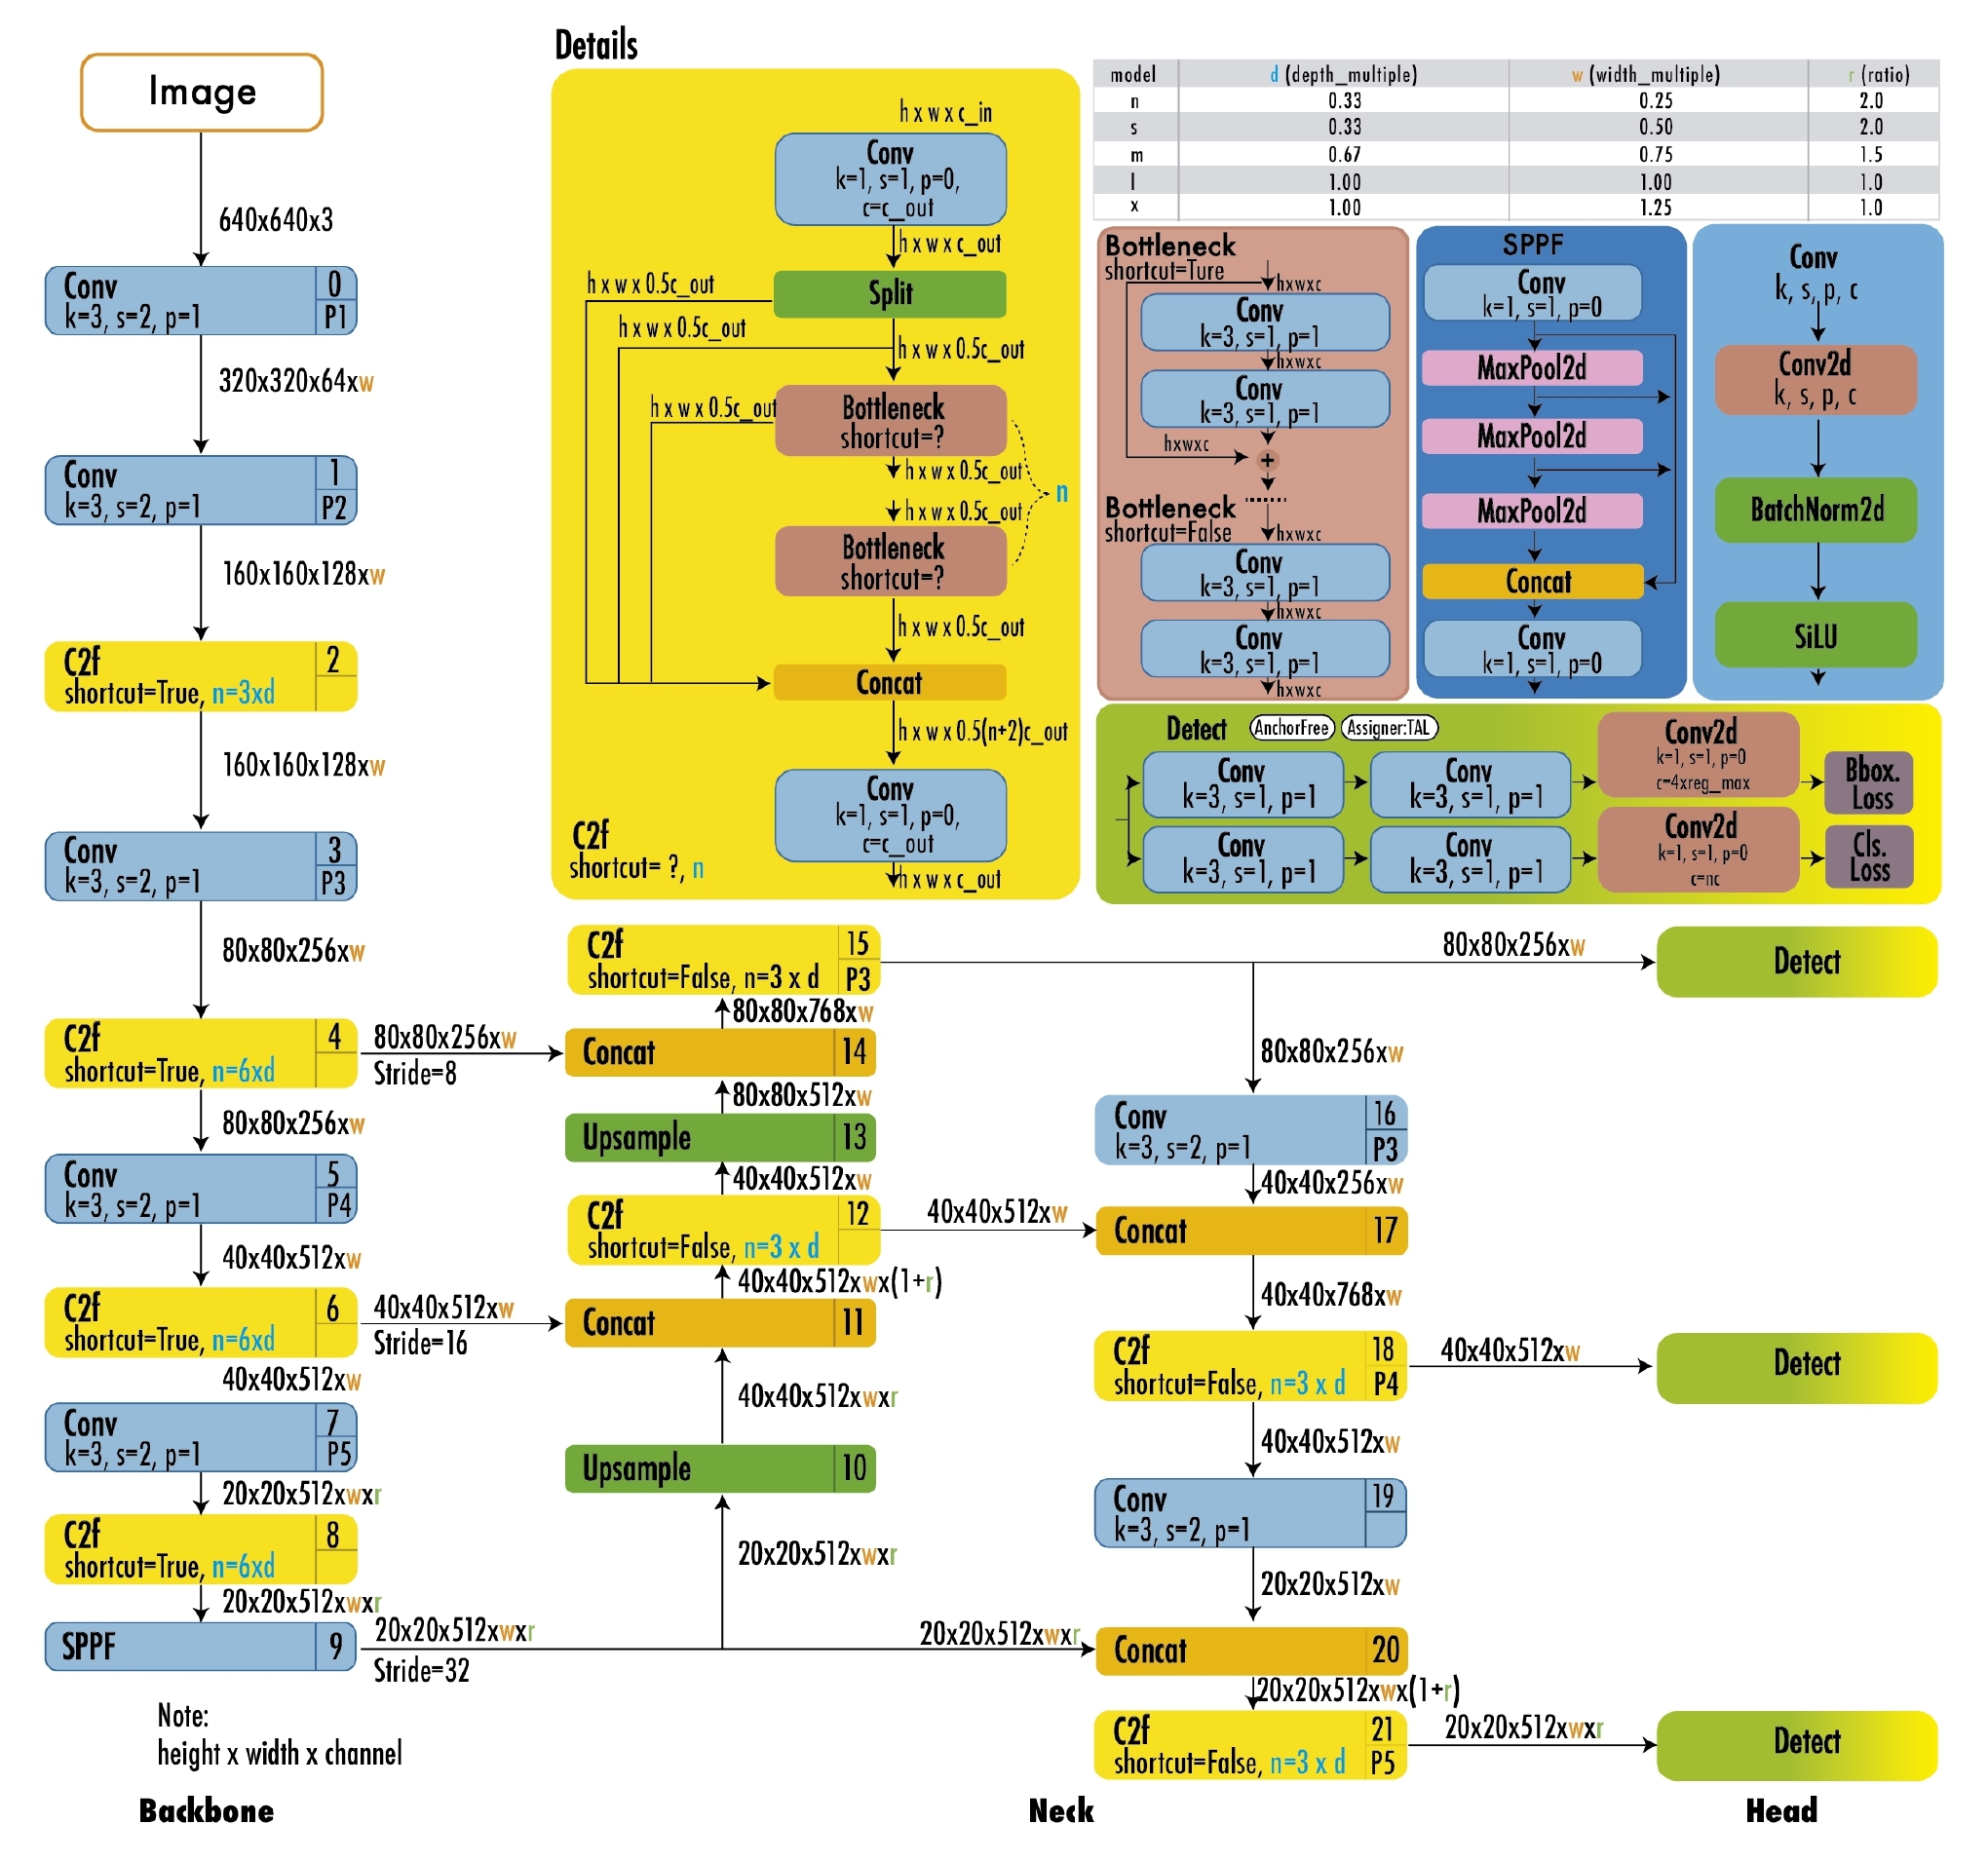 Image
640x640x3
Conv
k=3, s=2, p=1
0
P1
320x320x64xw
Conv
k=3, s=2, p=1
1
P2
160x160x128xw
C2f
shortcut=True, n=3xd
2
160x160x128xw
Conv
k=3, s=2, p=1
3
P3
80x80x256xw
C2f
shortcut=True, n=6xd
4
80x80x256xw
Stride=8
80x80x256xw
Conv
k=3, s=2, p=1
5
P4
40x40x512xw
C2f
shortcut=True, n=6xd
6
40x40x512xw
Stride=16
40x40x512xw
Conv
k=3, s=2, p=1
7
P5
20x20x512xwxr
C2f
shortcut=True, n=6xd
8
20x20x512xwxr
SPPF
9
20x20x512xwxr
Stride=32
Note:
height x width x channel
Backbone
Details
h x w x c_in
Conv
k=1, s=1, p=0,
c=c_out
h x w x c_out
h x w x 0.5c_out
Split
h x w x 0.5c_out
h x w x 0.5c_out
h x w x 0.5c_out
Bottleneck
shortcut=?
h x w x 0.5c_out
n
h x w x 0.5c_out
Bottleneck
shortcut=?
h x w x 0.5c_out
Concat
h x w x 0.5(n+2)c_out
Conv
k=1, s=1, p=0,
c=c_out
C2f
shortcut= ?, n
h x w x c_out
model d (depth_multiple) w (width_multiple) r (ratio)
n 0.33 0.25 2.0
s 0.33 0.50 2.0
m 0.67 0.75 1.5
l 1.00 1.00 1.0
x 1.00 1.25 1.0
Bottleneck
shortcut=Ture
hxwxc
Conv
k=3, s=1, p=1
hxwxc
Conv
k=3, s=1, p=1
hxwxc
+
Bottleneck
shortcut=False
hxwxc
Conv
k=3, s=1, p=1
hxwxc
Conv
k=3, s=1, p=1
hxwxc
SPPF
Conv
k=1, s=1, p=0
MaxPool2d
MaxPool2d
MaxPool2d
Concat
Conv
k=1, s=1, p=0
Conv
k, s, p, c
Conv2d
k, s, p, c
BatchNorm2d
SiLU
Detect
AnchorFree
Assigner:TAL
Conv
k=3, s=1, p=1
Conv
k=3, s=1, p=1
Conv2d
k=1, s=1, p=0
c=4xreg_max
Bbox.
Loss
Conv
k=3, s=1, p=1
Conv
k=3, s=1, p=1
Conv2d
k=1, s=1, p=0
c=nc
Cls.
Loss
C2f
shortcut=False, n=3 x d
15
P3
80x80x768xw
Concat
14
80x80x512xw
Upsample
13
40x40x512xw
C2f
shortcut=False, n=3 x d
12
40x40x512xw
40x40x512xwx(1+r)
Concat
11
40x40x512xwxr
Upsample
10
20x20x512xwxr
80x80x256xw
Detect
80x80x256xw
Conv
k=3, s=2, p=1
16
P3
40x40x256xw
Concat
17
40x40x768xw
C2f
shortcut=False, n=3 x d
18
P4
40x40x512xw
Detect
40x40x512xw
Conv
k=3, s=2, p=1
19
20x20x512xw
20x20x512xwxr
Concat
20
20x20x512xwx(1+r)
C2f
shortcut=False, n=3 x d
21
P5
20x20x512xwxr
Detect
Neck
Head